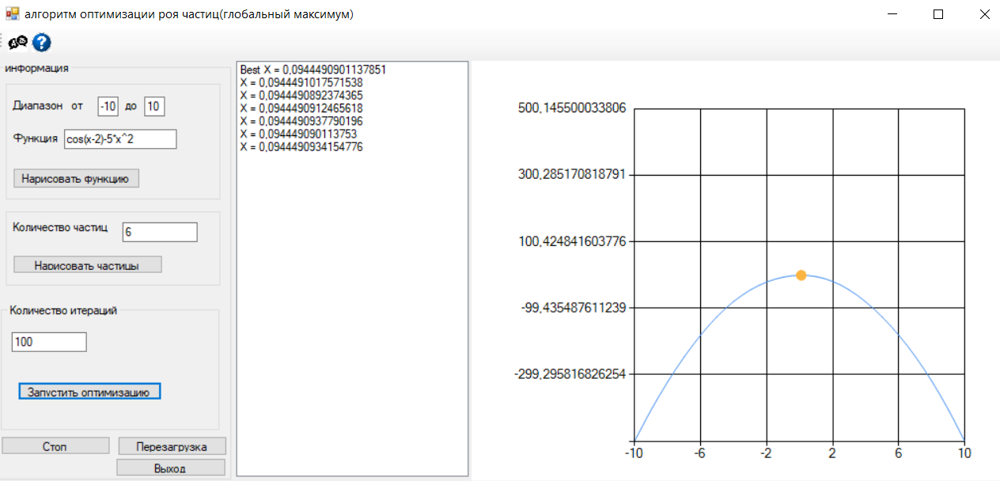 алгоритм оптимизации роя частиц(глобальный максимум)
информация
Диапазон от -10 до 10
Функция cos(x-2)-5*x^2
Нарисовать функцию
Количество частиц 6
Нарисовать частицы
Количество итераций
100
Запустить оптимизацию
Стоп Перезагрузка
Выход
Best X = 0,0944490901137851
X = 0,0944491017571538
X = 0,0944490892374365
X = 0,0944490912465618
X = 0,0944490937790196
X = 0,094449090113753
X = 0,0944490934154776
500,145500033806
300,285170818791
100,424841603776
-99,435487611239
-299,295816826254
-10 -6 -2 2 6 10